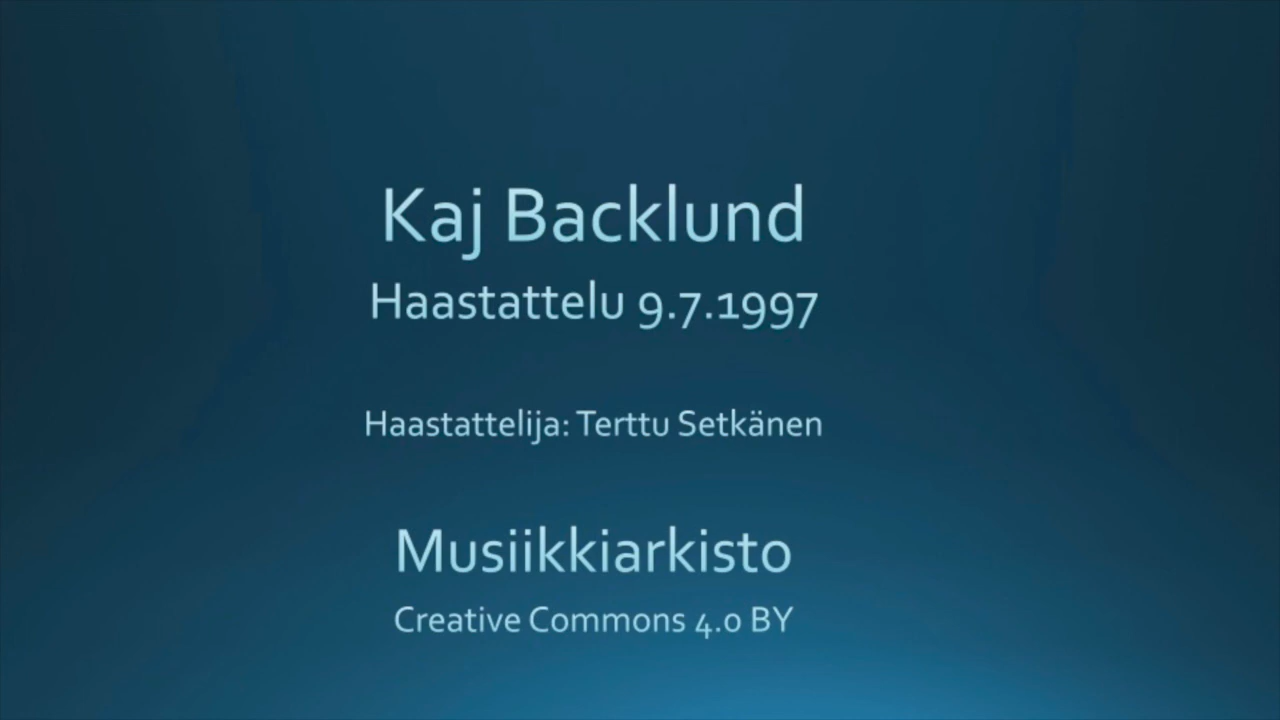 Kaj Backlund
Haastattelu 9.7.1997
Haastattelija: Terttu Setkänen
Musiikkiarkisto
Creative Commons 4.0 BY